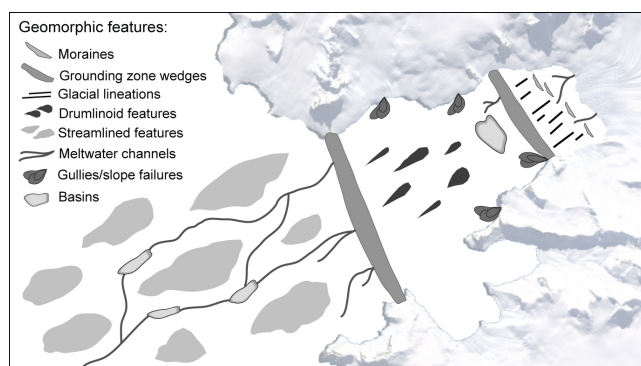 Geomorphic features:
Moraines
Grounding zone wedges
Glacial lineations
Drumlinoid features
Streamlined features
Meltwater channels
Gullies/slope failures
Basins